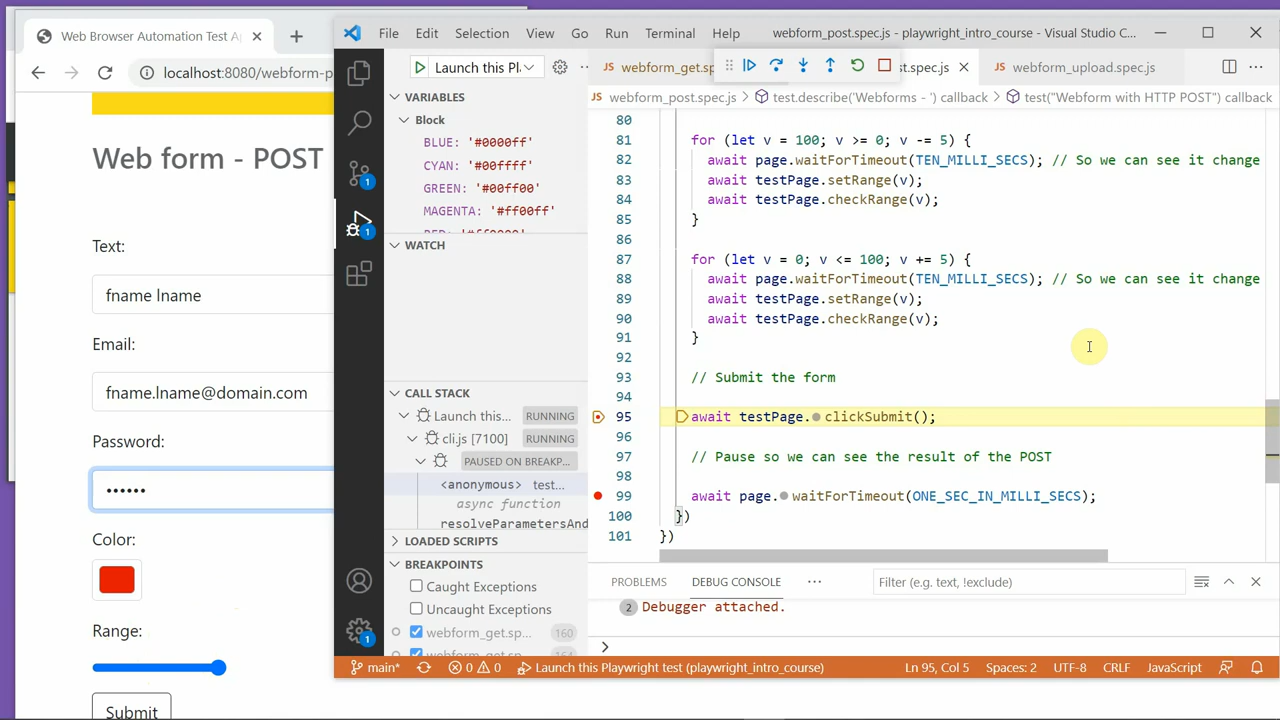 Web Browser Automation Test A
localhost:8080/webform-p
Web form - POST
Text:
fname lname
Email:
fname.lname@domain.com
Password:
••••••
Color:
Range:
Submit
File Edit Selection View Go Run Terminal Help
webform_post.spec.js - playwright_intro_course - Visual Studio C...
1
1
1
Launch this Pl
VARIABLES
Block
BLUE: '#0000ff'
CYAN: '#00ffff'
GREEN: '#00ff00'
MAGENTA: '#ff00ff'
WATCH
CALL STACK
Launch this... RUNNING
cli.js [7100] RUNNING
PAUSED ON BREAKP...
<anonymous> test...
async function
resolveParametersAnd
LOADED SCRIPTS
BREAKPOINTS
Caught Exceptions
Uncaught Exceptions
webform_get.sp... 160
webform_get.sp
st.spec.js
webform_upload.spec.js
JS webform_post.spec.js > test.describe('Webforms - ') callback > test("Webform with HTTP POST") callback
80
81 for (let v = 100; v >= 0; v -= 5) {
82 await page.waitForTimeout(TEN_MILLI_SECS); // So we can see it change
83 await testPage.setRange(v);
84 await testPage.checkRange(v);
85 }
86
87 for (let v = 0; v <= 100; v += 5) {
88 await page.waitForTimeout(TEN_MILLI_SECS); // So we can see it change
89 await testPage.setRange(v);
90 await testPage.checkRange(v);
91 }
92
93 // Submit the form
94
95 await testPage.clickSubmit();
96
97 // Pause so we can see the result of the POST
98
99 await page.waitForTimeout(ONE_SEC_IN_MILLI_SECS);
100 })
101 })
PROBLEMS DEBUG CONSOLE ... Filter (e.g. text, !exclude)
2 Debugger attached.
main* 0 0 Launch this Playwright test (playwright_intro_course) Ln 95, Col 5 Spaces: 2 UTF-8 CRLF JavaScript